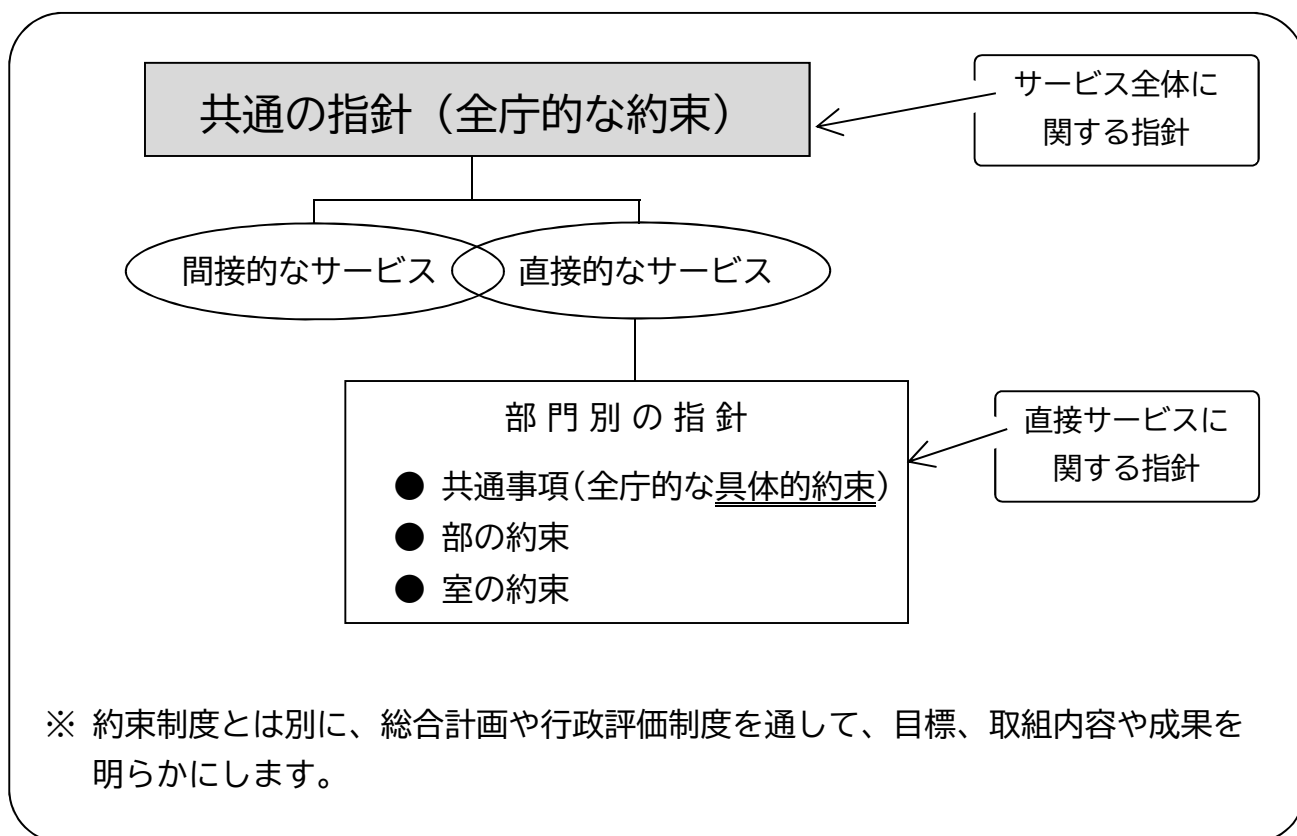 共通の指針（全庁的な約束）
サービス全体に
関する指針
間接的なサービス
直接的なサービス
部門別の指針
● 共通事項(全庁的な具体的約束)
● 部の約束
● 室の約束
直接サービスに
関する指針
※ 約束制度とは別に、総合計画や行政評価制度を通して、目標、取組内容や成果を
明らかにします。